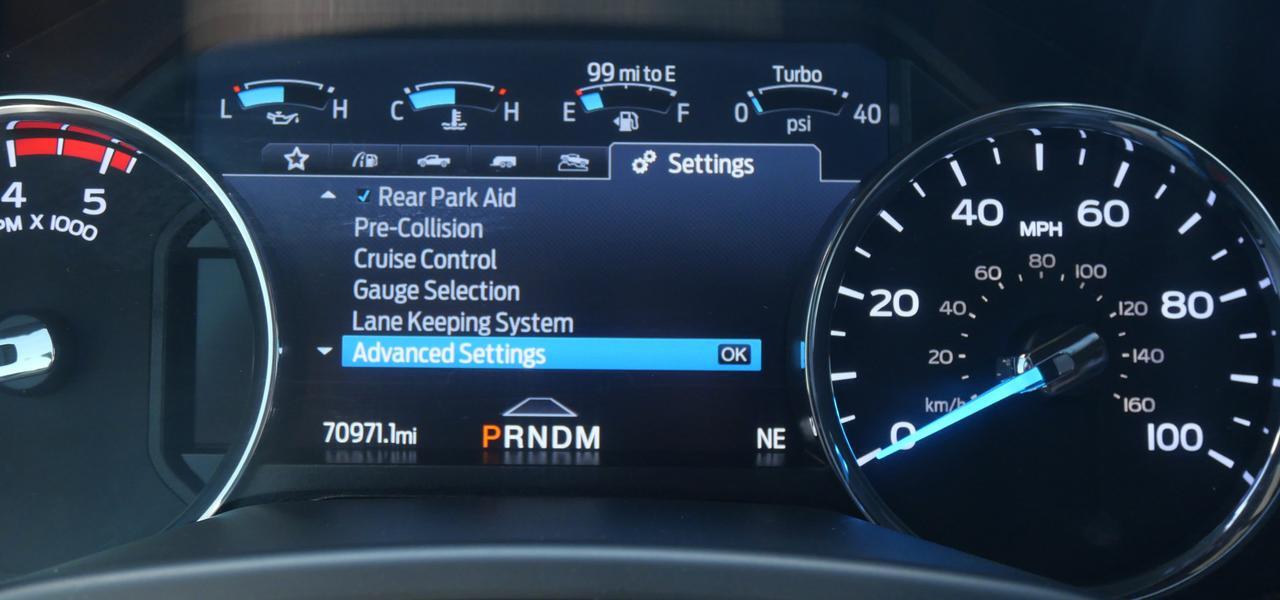 99 mi to E
Turbo
L H
C H
E F
0 40
psi
Settings
4 5
PM X 1000
Rear Park Aid
Pre-Collision
Cruise Control
Gauge Selection
Lane Keeping System
Advanced Settings OK
70971.1mi
PRNDM
NE
0 20 40 60 80 100
MPH
20 40 60 80 100 120 140 160
km/h